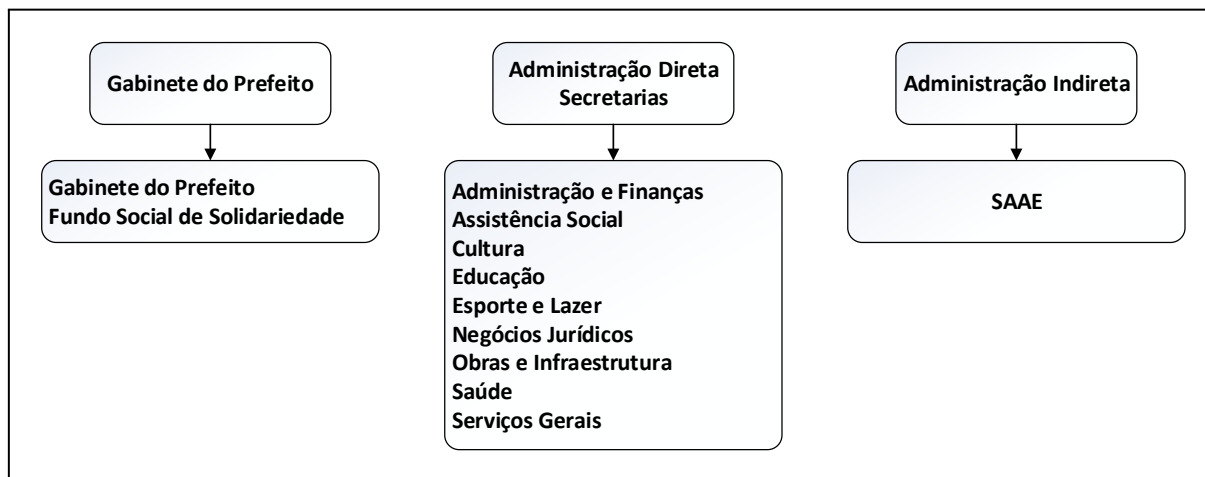 Gabinete do Prefeito
Gabinete do Prefeito
Fundo Social de Solidariedade
Administração Direta
Secretarias
Administração e Finanças
Assistência Social
Cultura
Educação
Esporte e Lazer
Negócios Jurídicos
Obras e Infraestrutura
Saúde
Serviços Gerais
Administração Indireta
SAAE